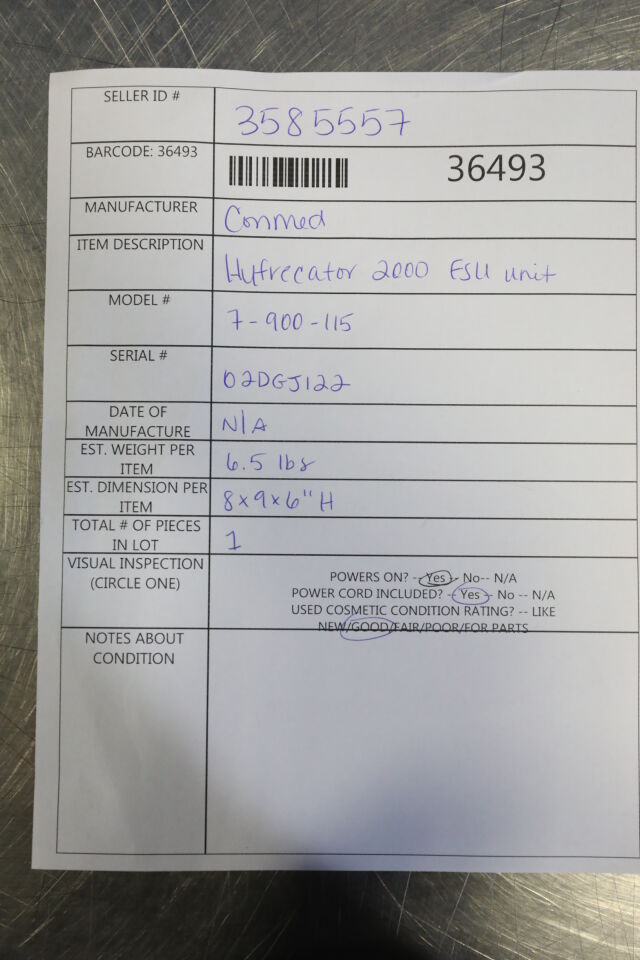 SELLER ID #
3585557
BARCODE: 36493
36493
MANUFACTURER
Conmed
ITEM DESCRIPTION
Hyfrecator 2000 ESU unit
MODEL #
7-900-115
SERIAL #
02DGJ122
DATE OF
MANUFACTURE
N/A
EST. WEIGHT PER
ITEM
6.5 lbs
EST. DIMENSION PER
ITEM
8x9x6"H
TOTAL # OF PIECES
IN LOT
1
VISUAL INSPECTION
(CIRCLE ONE)
POWERS ON? -- Yes -- No-- N/A
POWER CORD INCLUDED? -- Yes -- No -- N/A
USED COSMETIC CONDITION RATING? -- LIKE
NEW/GOOD/FAIR/POOR/FOR PARTS
NOTES ABOUT
CONDITION